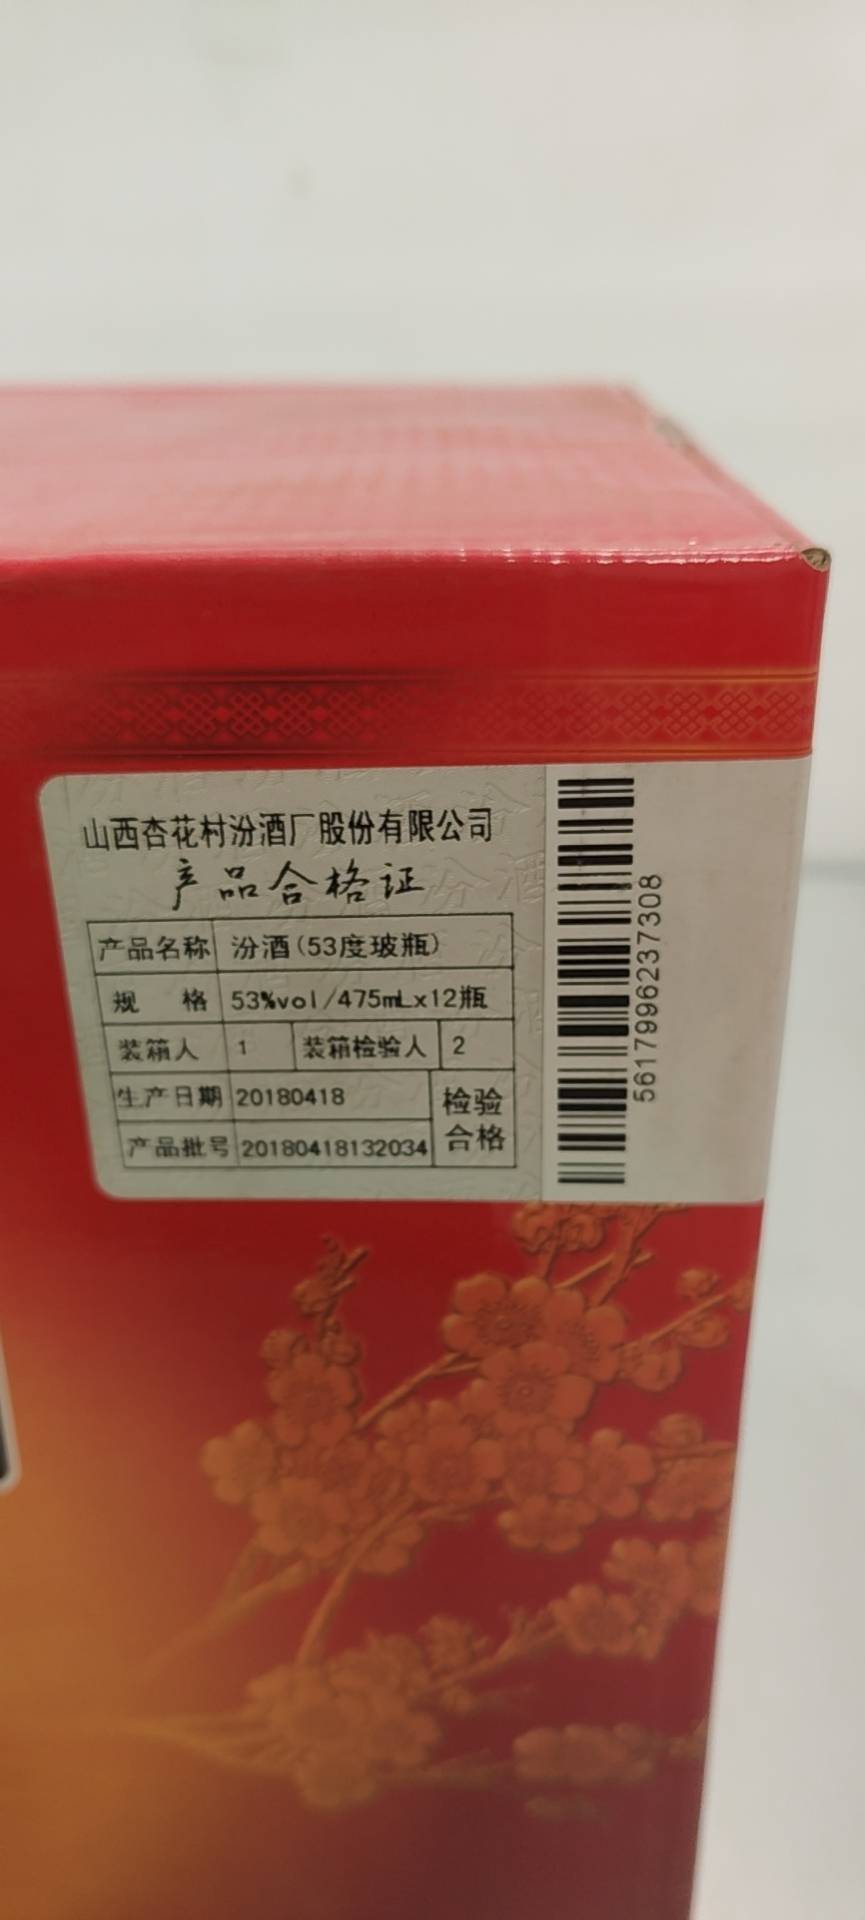 山西杏花村汾酒厂股份有限公司
产品合格证
产品名称 汾酒(53度玻瓶)
规 格 53%vol/475mLx12瓶
装箱人 1 装箱检验人 2
生产日期 20180418 检验
产品批号 20180418132034 合格
5617996237308